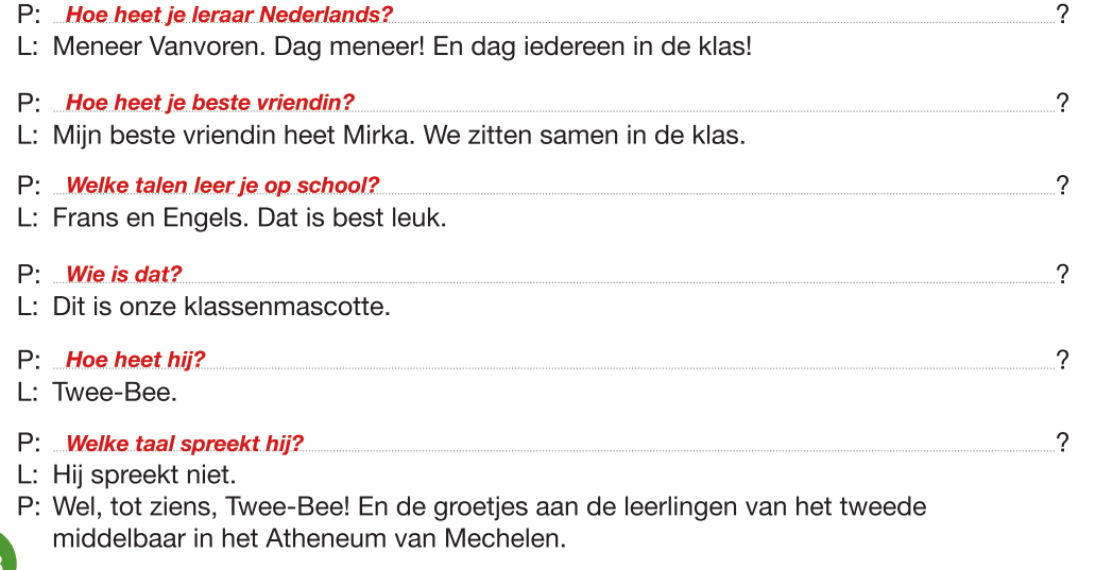 P: Hoe heet je leraar Nederlands? ?
L: Meneer Vanvoren. Dag meneer! En dag iedereen in de klas!
P: Hoe heet je beste vriendin? ?
L: Mijn beste vriendin heet Mirka. We zitten samen in de klas.
P: Welke talen leer je op school? ?
L: Frans en Engels. Dat is best leuk.
P: Wie is dat? ?
L: Dit is onze klassenmascotte.
P: Hoe heet hij? ?
L: Twee-Bee.
P: Welke taal spreekt hij? ?
L: Hij spreekt niet.
P: Wel, tot ziens, Twee-Bee! En de groetjes aan de leerlingen van het tweede
middelbaar in het Atheneum van Mechelen.